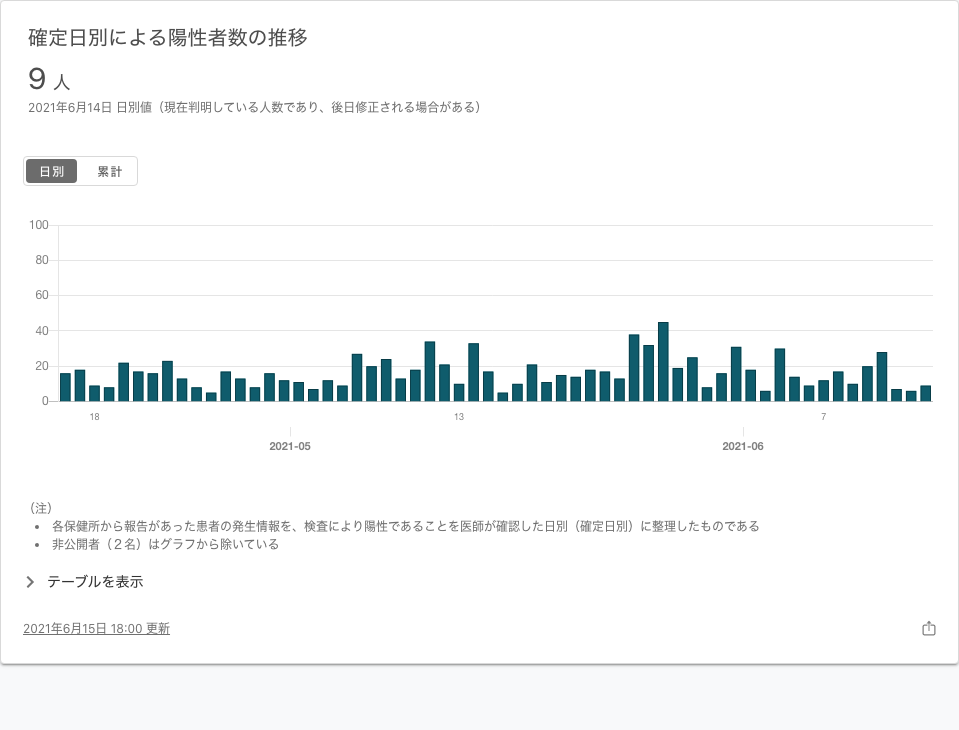 確定日別による陽性者数の推移
9 人
2021年6月14日 日別値（現在判明している人数であり、後日修正される場合がある）
日別 累計
100
80
60
40
20
0
18 13 7
2021-05 2021-06
（注）
• 各保健所から報告があった患者の発生情報を、検査により陽性であることを医師が確認した日別（確定日別）に整理したものである
• 非公開者（２名）はグラフから除いている
テーブルを表示
2021年6月15日 18:00 更新